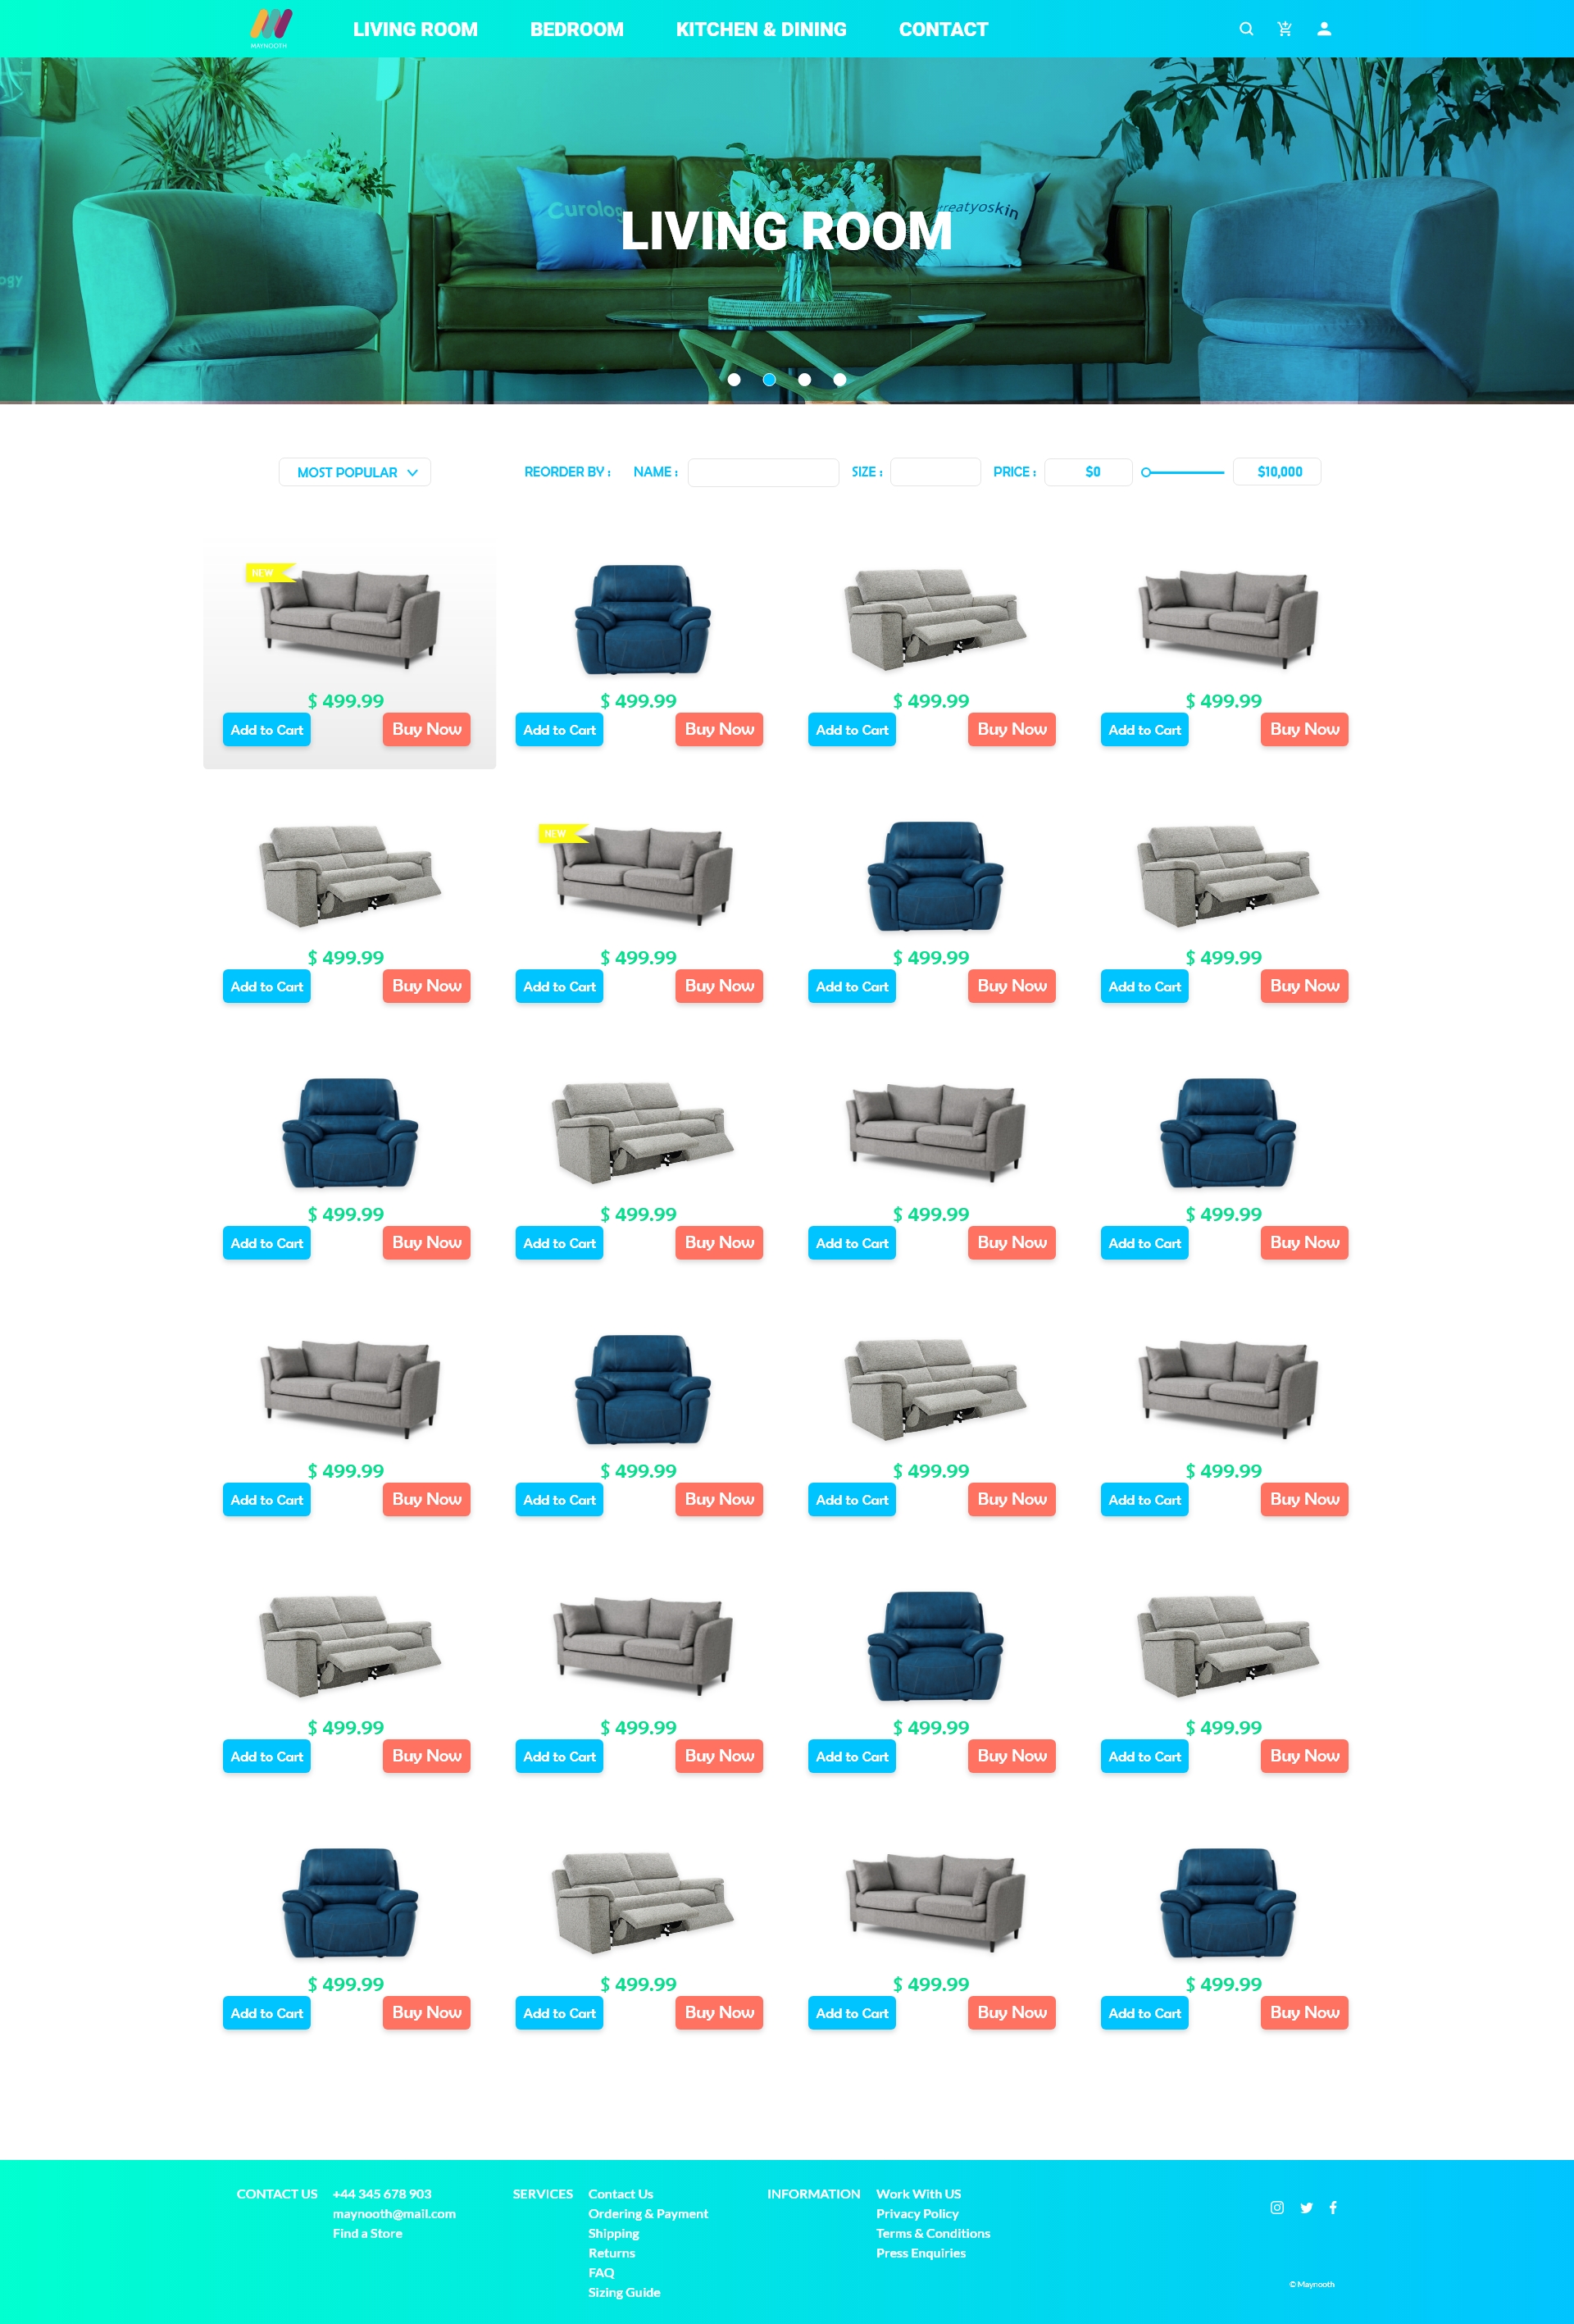 MAYNOOTH
LIVING ROOM BEDROOM KITCHEN & DINING CONTACT
Curology
treatyoskin
ogy
LIVING ROOM
MOST POPULAR REORDER BY : NAME : SIZE : PRICE : $0 $10,000
NEW
$ 499.99 $ 499.99 $ 499.99 $ 499.99
Add to Cart Buy Now Add to Cart Buy Now Add to Cart Buy Now Add to Cart Buy Now
NEW
$ 499.99 $ 499.99 $ 499.99 $ 499.99
Add to Cart Buy Now Add to Cart Buy Now Add to Cart Buy Now Add to Cart Buy Now
$ 499.99 $ 499.99 $ 499.99 $ 499.99
Add to Cart Buy Now Add to Cart Buy Now Add to Cart Buy Now Add to Cart Buy Now
$ 499.99 $ 499.99 $ 499.99 $ 499.99
Add to Cart Buy Now Add to Cart Buy Now Add to Cart Buy Now Add to Cart Buy Now
$ 499.99 $ 499.99 $ 499.99 $ 499.99
Add to Cart Buy Now Add to Cart Buy Now Add to Cart Buy Now Add to Cart Buy Now
$ 499.99 $ 499.99 $ 499.99 $ 499.99
Add to Cart Buy Now Add to Cart Buy Now Add to Cart Buy Now Add to Cart Buy Now
CONTACT US
+44 345 678 903
maynooth@mail.com
Find a Store
SERVICES
Contact Us
Ordering & Payment
Shipping
Returns
FAQ
Sizing Guide
INFORMATION
Work With US
Privacy Policy
Terms & Conditions
Press Enquiries
© Maynooth